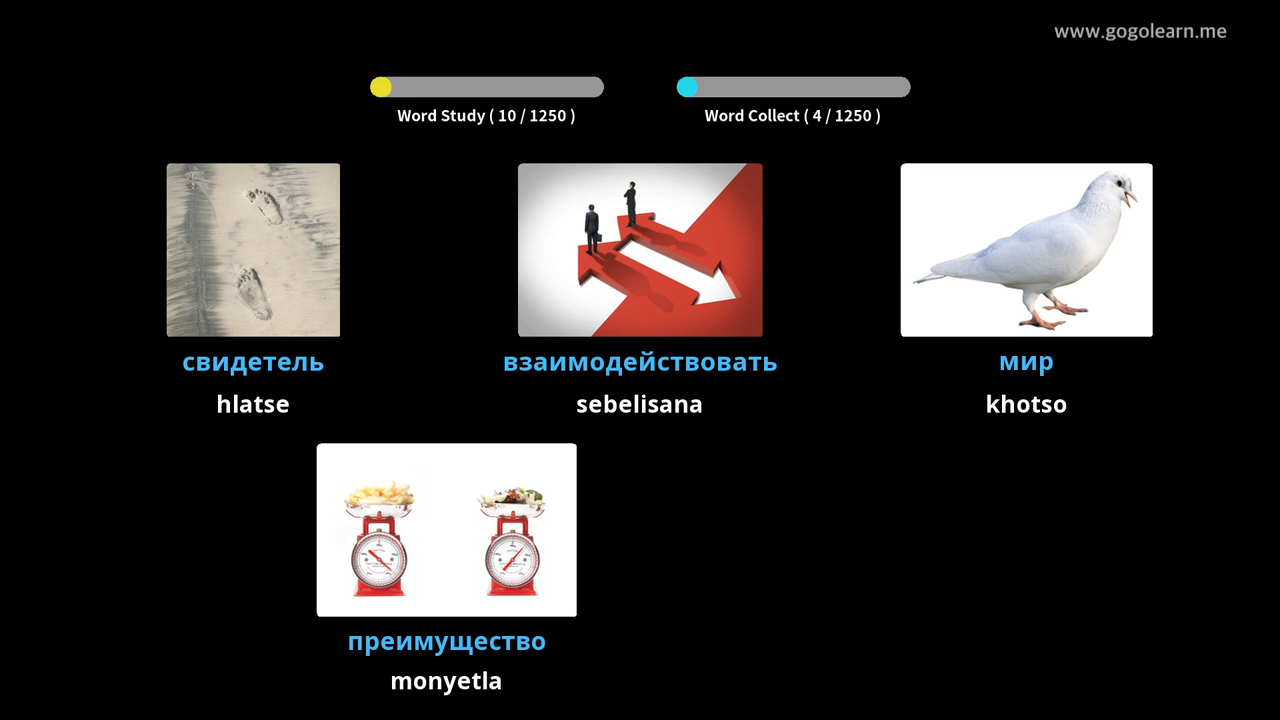 www.gogolearn.me
Word Study ( 10 / 1250 )
Word Collect ( 4 / 1250 )
свидетель
взаимодействовать
мир
hlatse
sebelisana
khotso
преимущество
monyetla